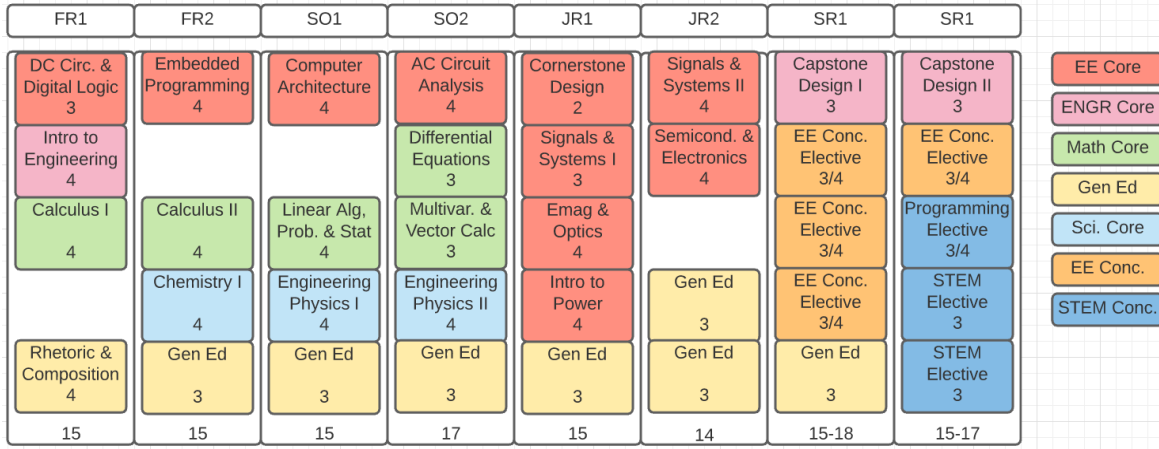 FR1
FR2
SO1
SO2
JR1
JR2
SR1
SR1
DC Circ. &
Digital Logic
3
Intro to
Engineering
4
Calculus I
4
Rhetoric &
Composition
4
15
Embedded
Programming
4
Calculus II
4
Chemistry I
4
Gen Ed
3
15
Computer
Architecture
4
Linear Alg,
Prob. & Stat
4
Engineering
Physics I
4
Gen Ed
3
15
AC Circuit
Analysis
4
Differential
Equations
3
Multivar. &
Vector Calc
3
Engineering
Physics II
4
Gen Ed
3
17
Cornerstone
Design
2
Signals &
Systems I
3
Emag &
Optics
4
Intro to
Power
4
Gen Ed
3
15
Signals &
Systems II
4
Semicond. &
Electronics
4
Gen Ed
3
Gen Ed
3
14
Capstone
Design I
3
EE Conc.
Elective
3/4
EE Conc.
Elective
3/4
EE Conc.
Elective
3/4
Gen Ed
3
15-18
Capstone
Design II
3
EE Conc.
Elective
3/4
Programming
Elective
3/4
STEM
Elective
3
STEM
Elective
3
15-17
EE Core
ENGR Core
Math Core
Gen Ed
Sci. Core
EE Conc.
STEM Conc.